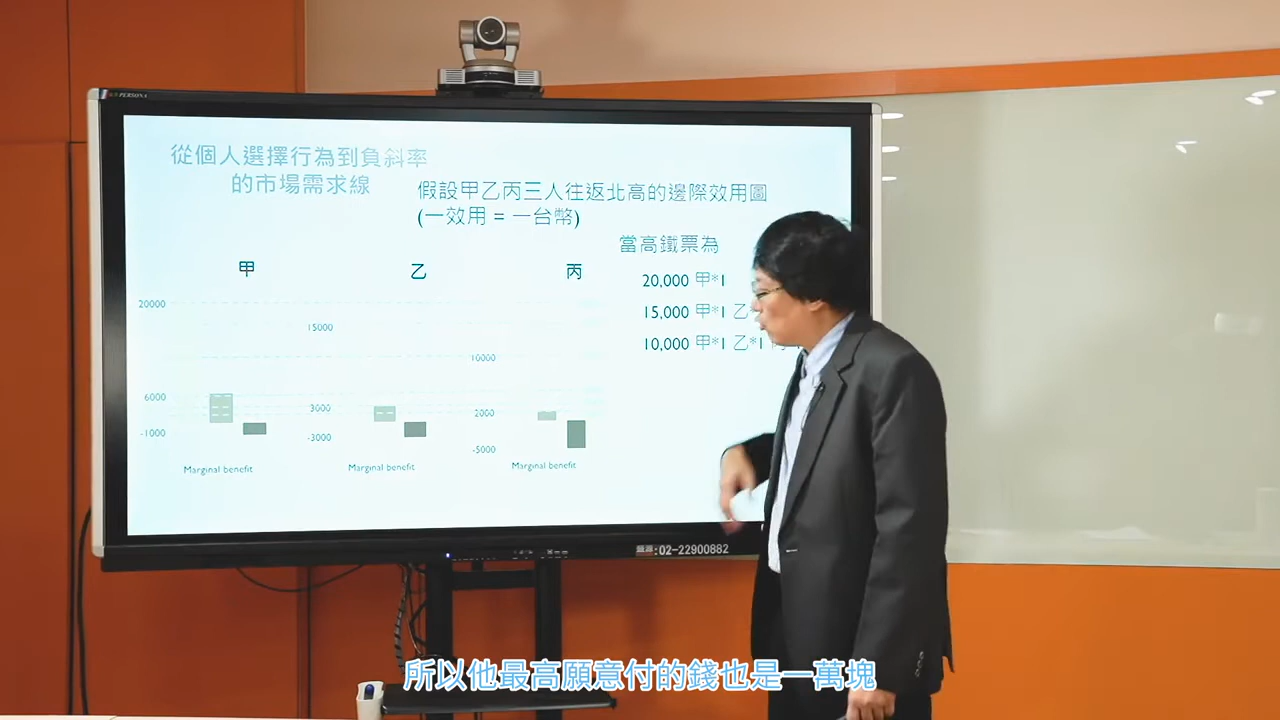 從個人選擇行為到負斜率
的市場需求線
假設甲乙丙三人往返北高的邊際效用圖
(一效用 = 一台幣)
當高鐵票為
20,000 甲*1
15,000 甲*1 乙*
10,000 甲*1 乙*1
甲
乙
丙
20000
6000
-1000
Marginal benefit
15000
3000
-3000
Marginal benefit
10000
2000
-5000
Marginal benefit
:02-22900882
所以他最高願意付的錢也是一萬塊